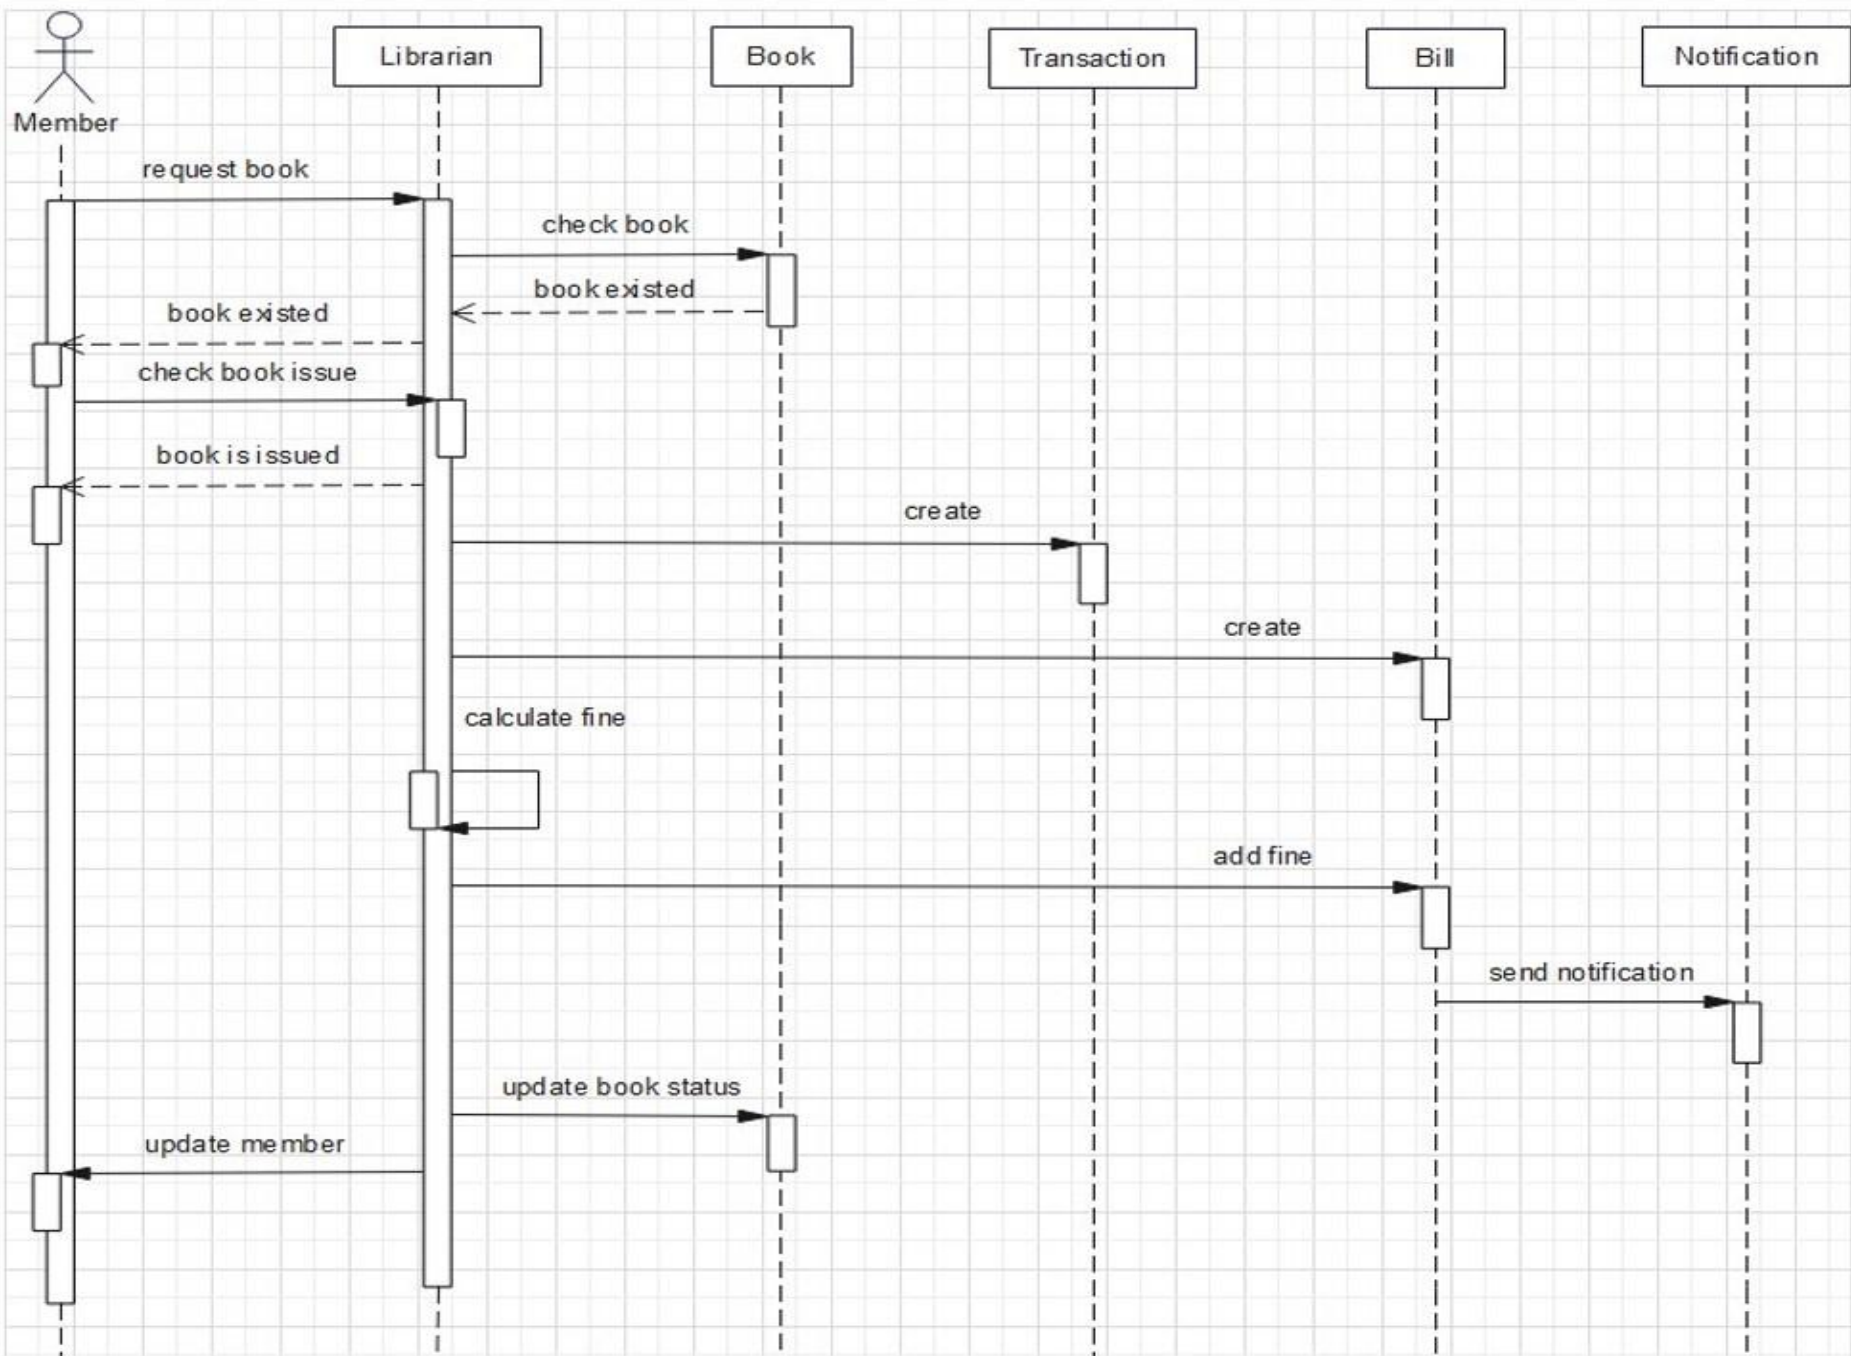 Librarian
Book
Transaction
Bill
Notification
Member
request book
check book
book existed
book existed
check book issue
book is issued
create
create
calculate fine
add fine
send notification
update book status
update member